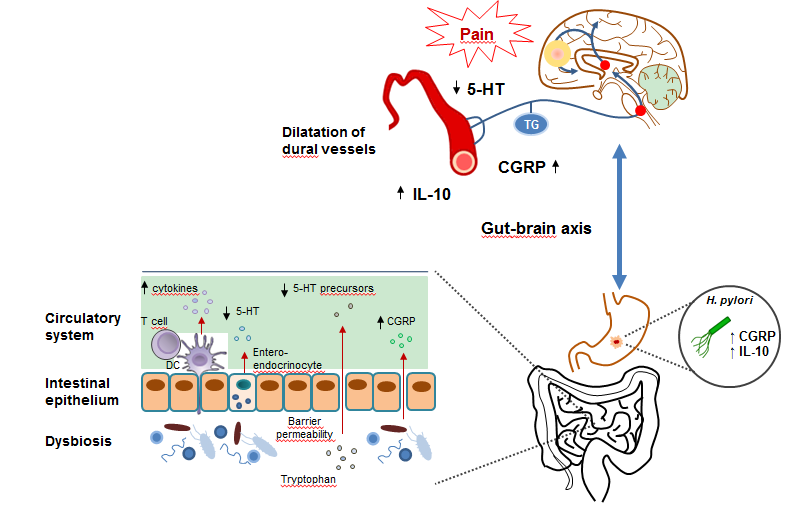 Pain
5-HT
TG
Dilatation of
dural vessels
CGRP
IL-10
Gut-brain axis
cytokines
5-HT precursors
5-HT
CGRP
T cell
Circulatory
system
DC
Entero-
endocrinocyte
Intestinal
epithelium
Barrier
permeability
Dysbiosis
Tryptophan
H. pylori
↑ CGRP
↑ IL-10